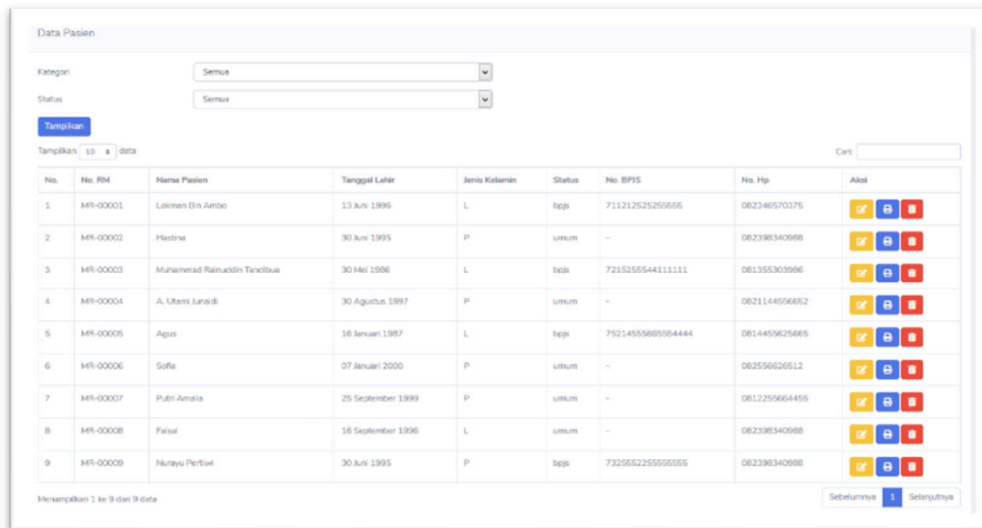 Data Pasien
Kategori Semua
Status Semua
Tampilkan
Tampilkan 10 data Cari:
No. No. RM Nama Pasien Tanggal Lahir Jenis Kelamin Status No. BPJS No. Hp Aksi
1 MR-00001 Lokman Bin Ambo 13 Juni 1996 L bpjs 711212525255555 082346570375
2 MR-00002 Hastina 30 Juni 1995 P umum - 082398340988
3 MR-00003 Muhammad Rainuddin Tandibua 30 Mei 1986 L bpjs 7215255544111111 081355303986
4 MR-00004 A. Utami Junaidi 30 Agustus 1997 P umum - 0821144556652
5 MR-00005 Agus 16 Januari 1987 L bpjs 75214555665554444 0814455625665
6 MR-00006 Sofia 07 Januari 2000 P umum - 082556626512
7 MR-00007 Putri Amalia 25 September 1999 P umum - 0812255664455
8 MR-00008 Faisal 16 September 1996 L umum - 082398340988
9 MR-00009 Nurayu Pertiwi 30 Juni 1995 P bpjs 7325552255555555 082398340988
Menampilkan 1 ke 9 dari 9 data Sebelumnya 1 Selanjutnya